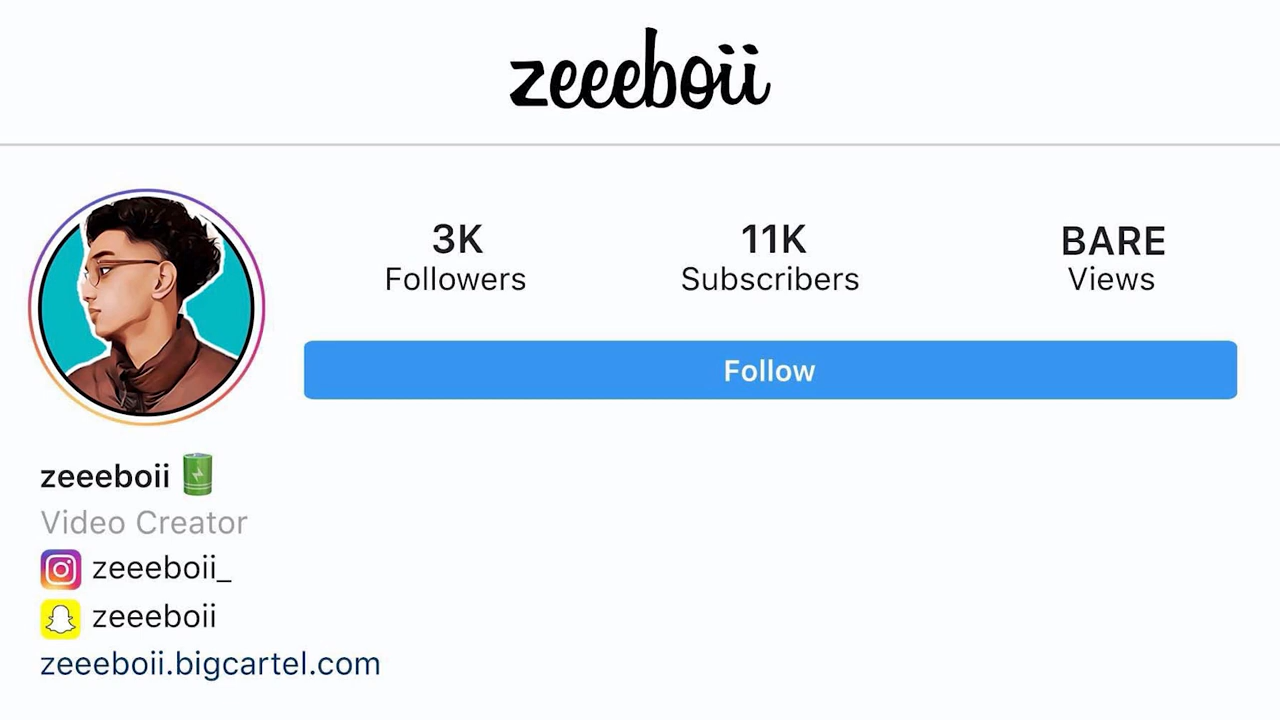 zeeeboii
3K
Followers
11K
Subscribers
BARE
Views
Follow
zeeeboii
Video Creator
zeeeboii_
zeeeboii
zeeeboii.bigcartel.com